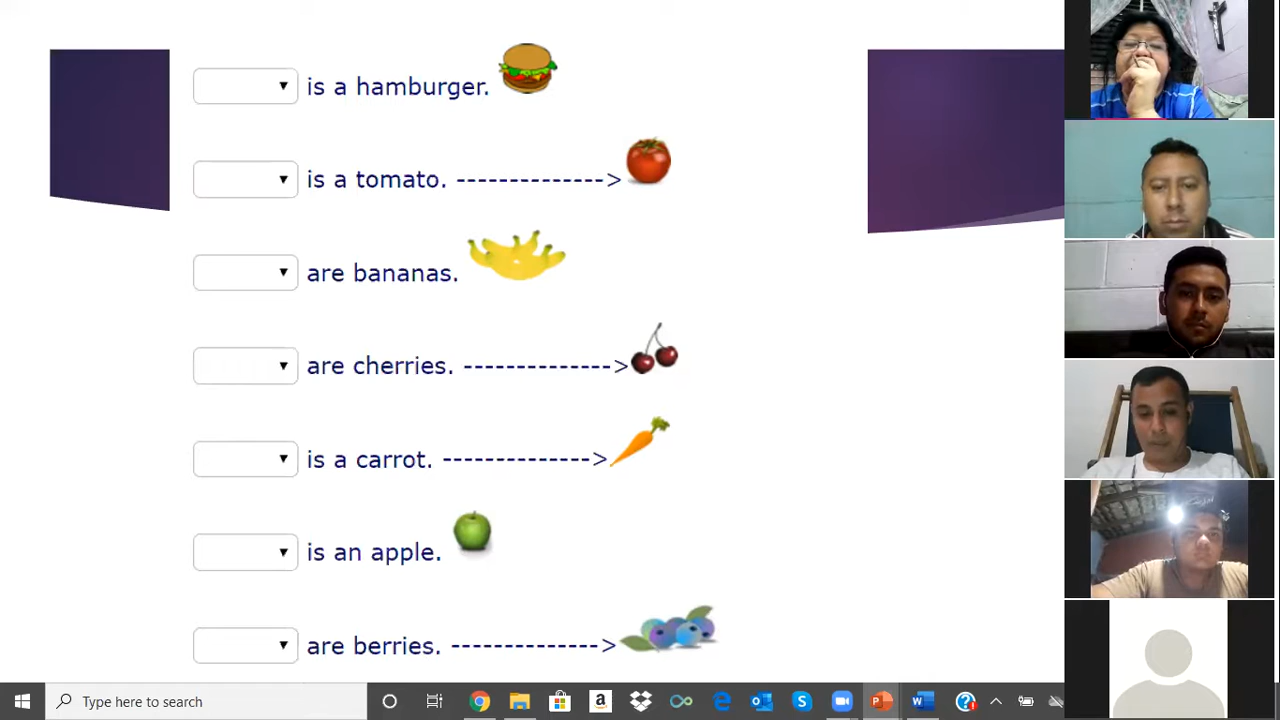 is a hamburger.
is a tomato. -------------->
are bananas.
are cherries. -------------->
is a carrot. -------------->
is an apple.
are berries. -------------->
Type here to search